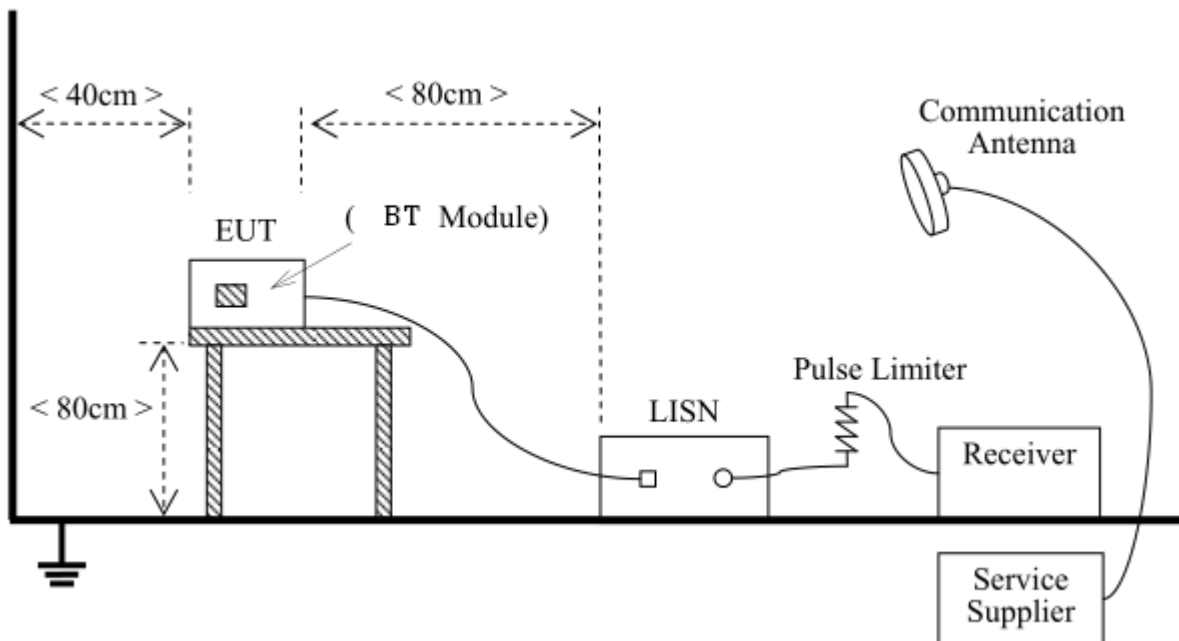 < 40cm >
< 80cm >
Communication
Antenna
( BT Module)
EUT
Pulse Limiter
< 80cm >
LISN
Receiver
Service
Supplier